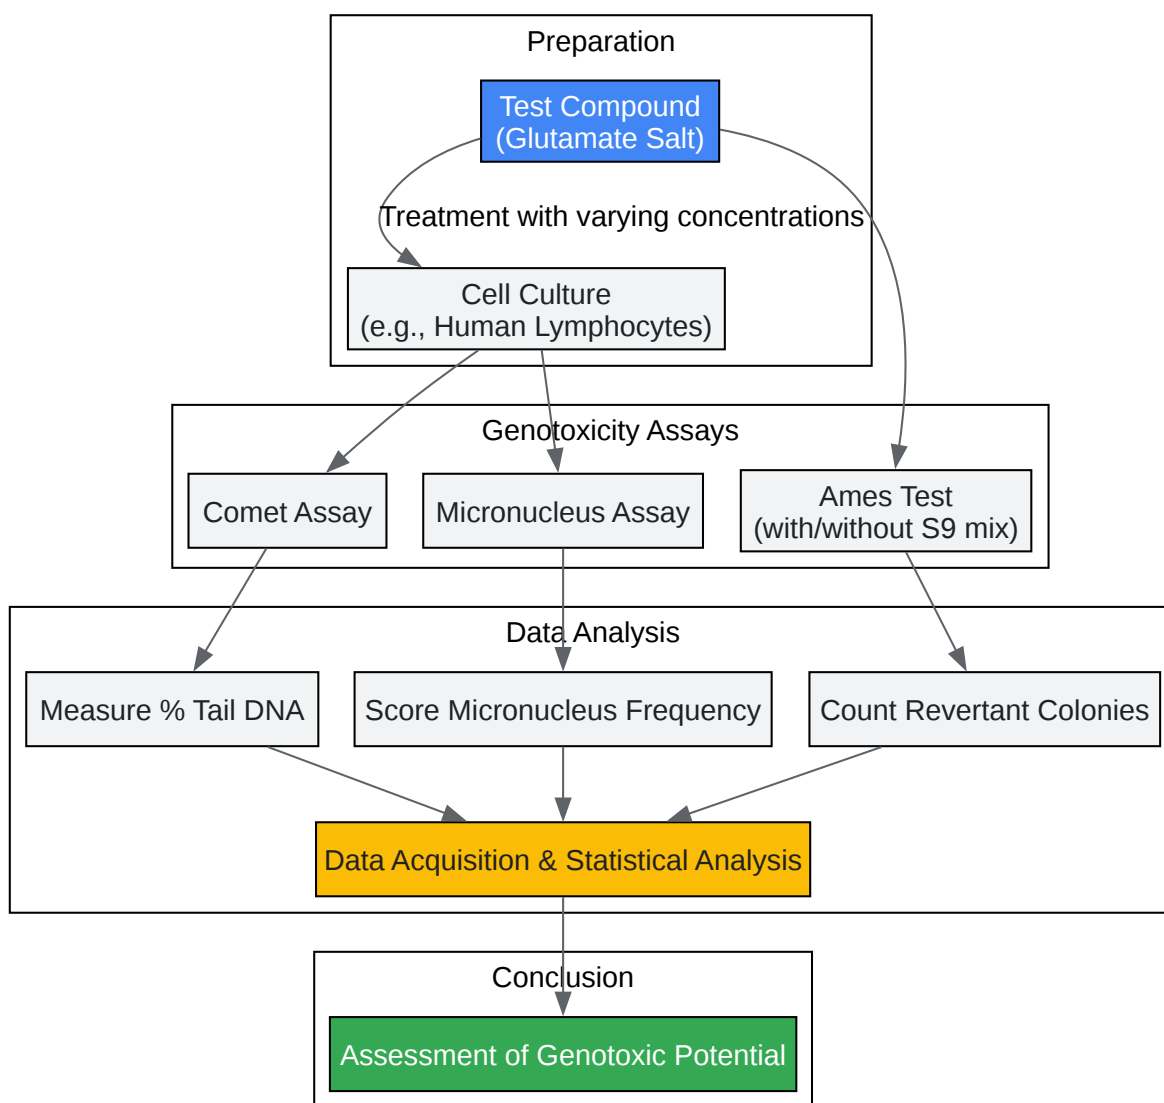 Preparation
Test Compound
(Glutamate Salt)
Treatment with varying concentrations
Cell Culture
(e.g., Human Lymphocytes)
Genotoxicity Assays
Comet Assay
Micronucleus Assay
Ames Test
(with/without S9 mix)
Data Analysis
Measure % Tail DNA
Score Micronucleus Frequency
Count Revertant Colonies
Data Acquisition & Statistical Analysis
Conclusion
Assessment of Genotoxic Potential